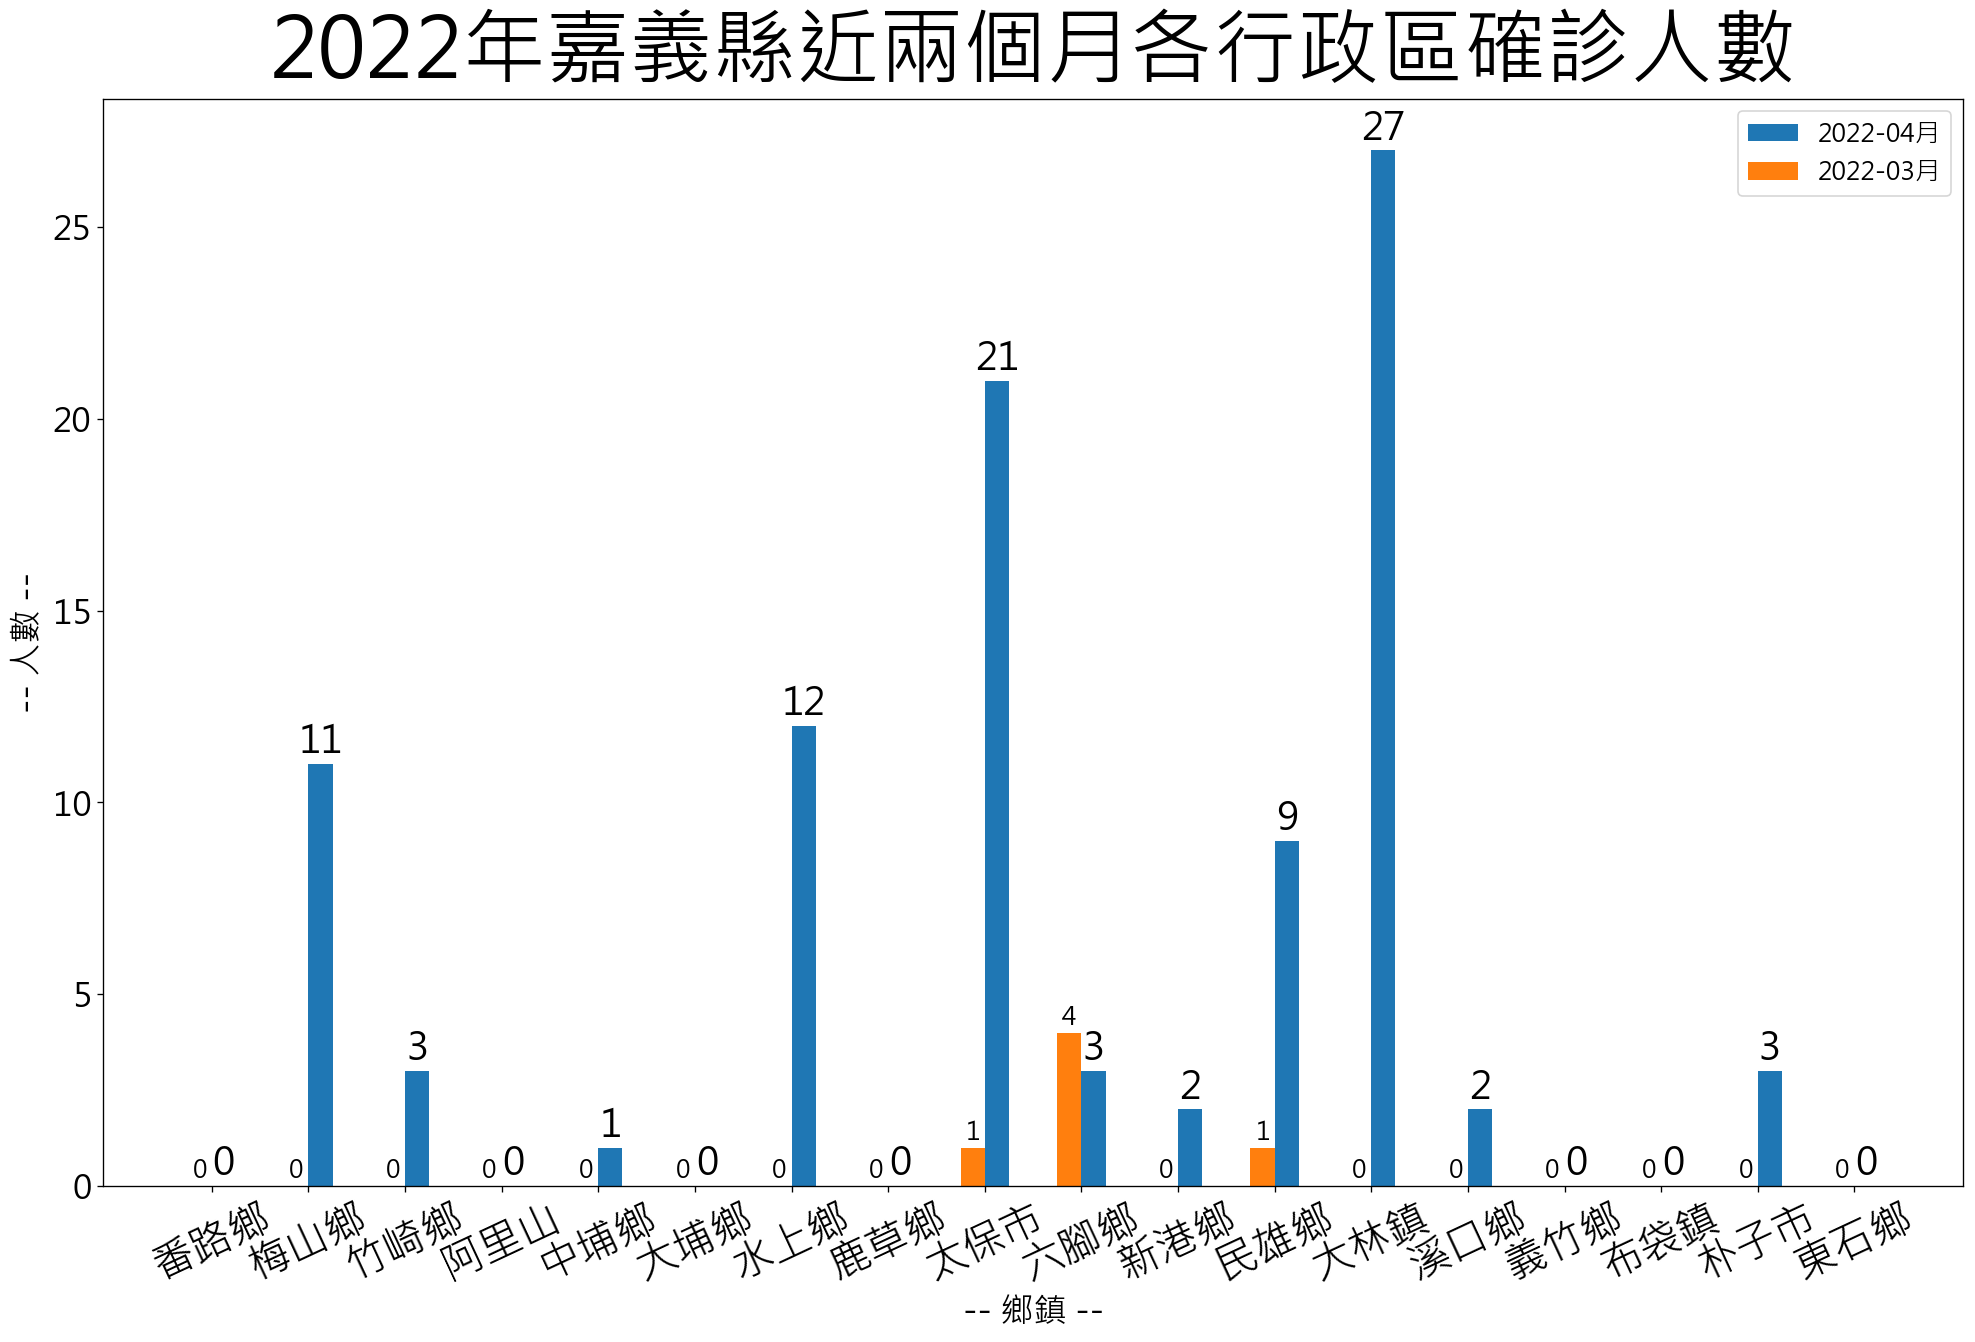 2022年嘉義縣近兩個月各行政區確診人數
2022-04月
2022-03月
-- 人數 --
25
20
15
10
5
0
0 0
0 11
0 3
0 0
0 1
0 0
0 12
0 0
1 21
4 3
0 2
1 9
0 27
0 2
0 0
0 0
0 3
0 0
番路鄉
梅山鄉
竹崎鄉
阿里山
中埔鄉
大埔鄉
水上鄉
鹿草鄉
太保市
六腳鄉
新港鄉
民雄鄉
大林鎮
溪口鄉
義竹鄉
布袋鎮
朴子市
東石鄉
-- 鄉鎮 --